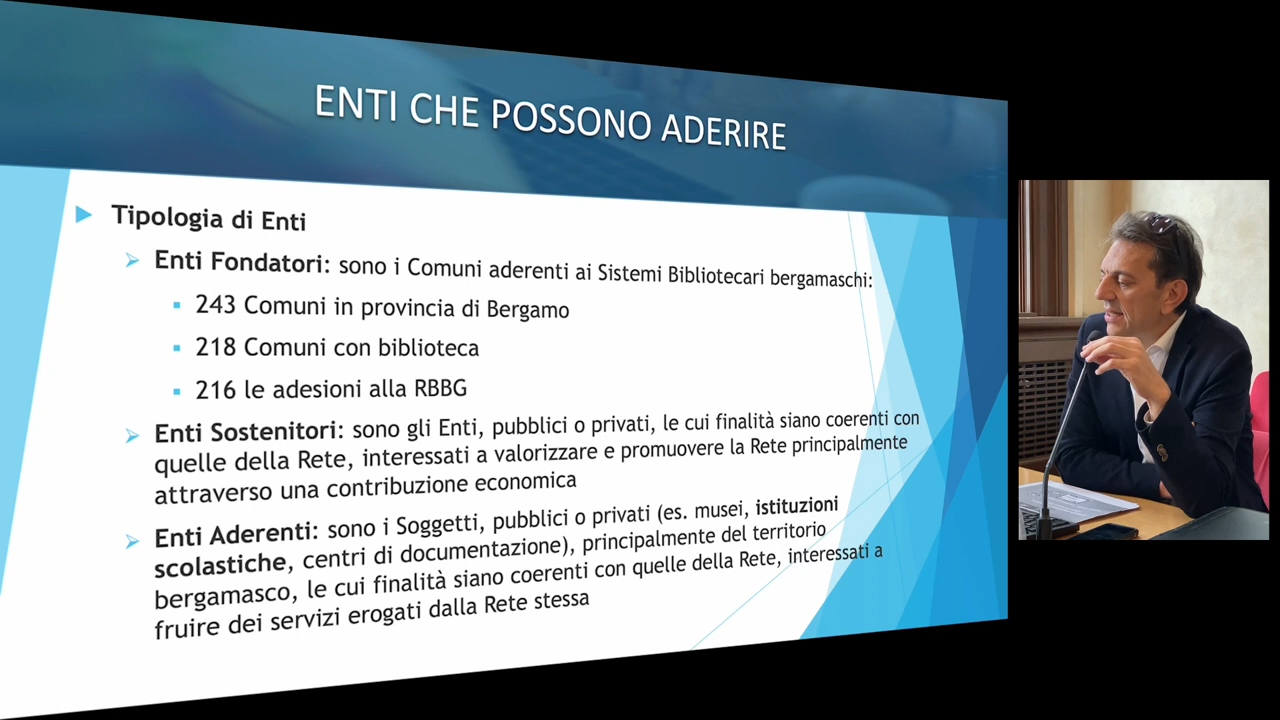 ENTI CHE POSSONO ADERIRE
Tipologia di Enti
Enti Fondatori: sono i Comuni aderenti ai Sistemi Bibliotecari bergamaschi:
243 Comuni in provincia di Bergamo
218 Comuni con biblioteca
216 le adesioni alla RBBG
Enti Sostenitori: sono gli Enti, pubblici o privati, le cui finalità siano coerenti con
quelle della Rete, interessati a valorizzare e promuovere la Rete principalmente
attraverso una contribuzione economica
Enti Aderenti: sono i Soggetti, pubblici o privati (es. musei, istituzioni
scolastiche, centri di documentazione), principalmente del territorio
bergamasco, le cui finalità siano coerenti con quelle della Rete, interessati a
fruire dei servizi erogati dalla Rete stessa